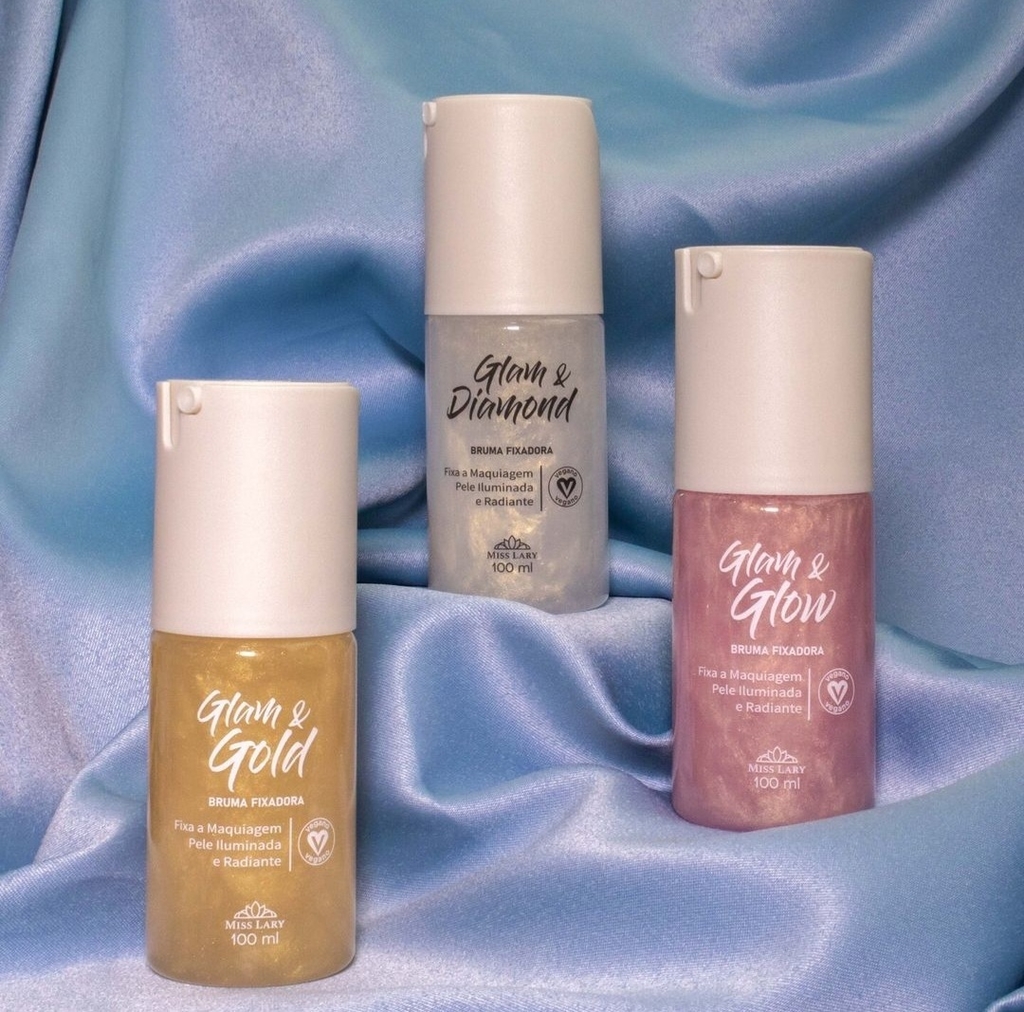 Glam &
Diamond
BRUMA FIXADORA
Fixa a Maquiagem
Pele Iluminada
e Radiante
vegano
vegano
MISS LARY
100 ml
Glam &
Glow
BRUMA FIXADORA
Fixa a Maquiagem
Pele Iluminada
e Radiante
vegano
vegano
MISS LARY
100 ml
Glam &
Gold
BRUMA FIXADORA
Fixa a Maquiagem
Pele Iluminada
e Radiante
vegano
vegano
MISS LARY
100 ml